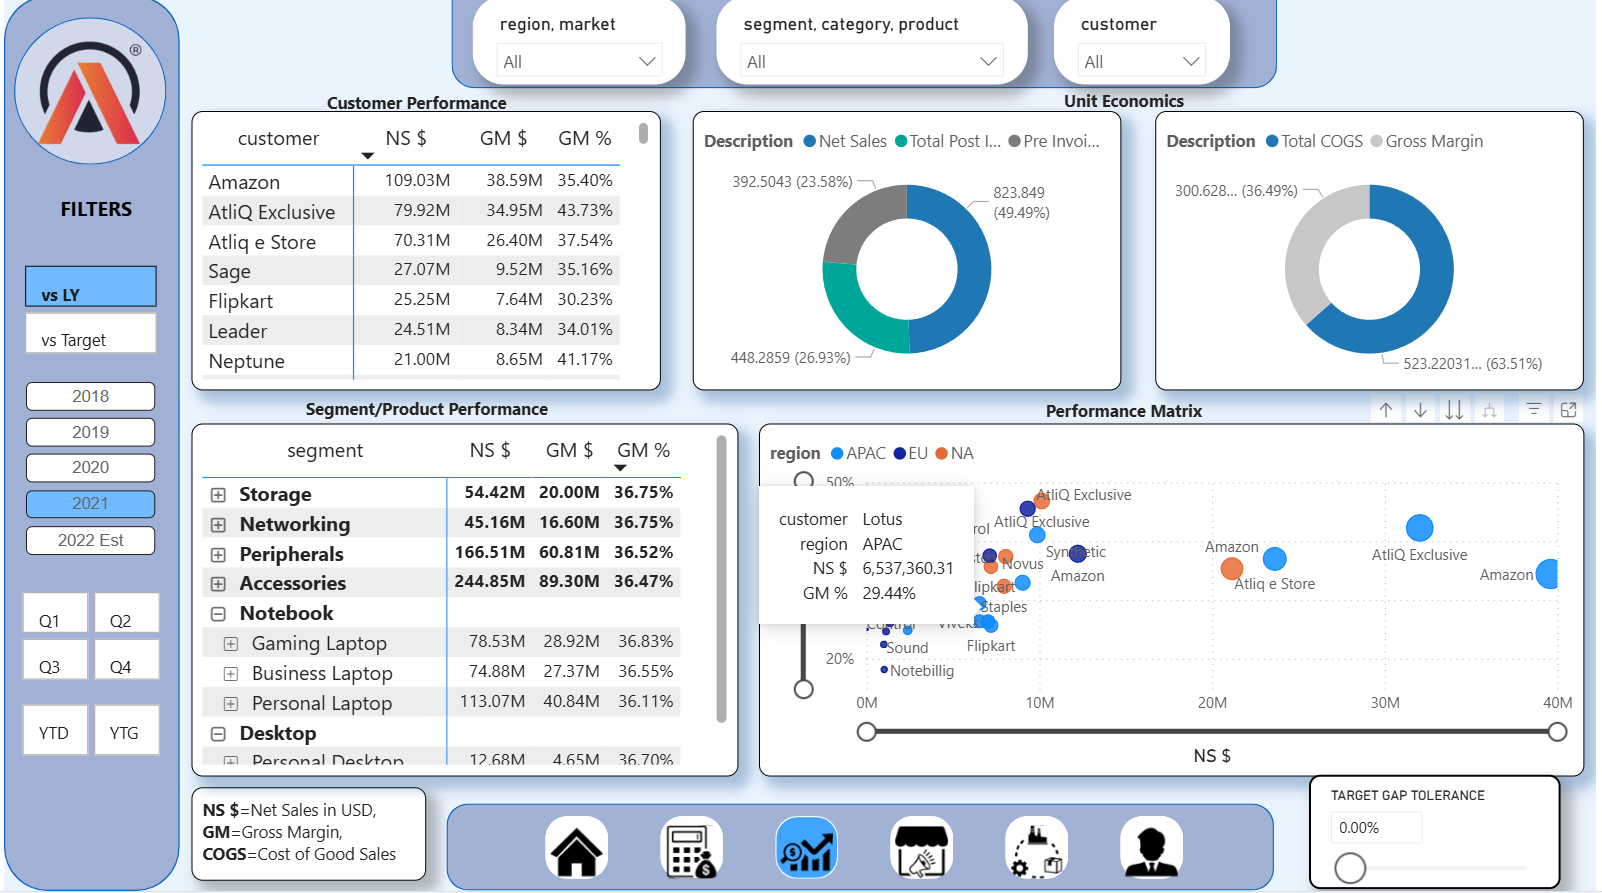 region, market
segment, category, product
customer
All
All
All
®
FILTERS
vs LY
vs Target
2018
2019
2020
2021
2022 Est
Q1 Q2
Q3 Q4
YTD YTG
Customer Performance
customer NS $ GM $ GM %
Amazon 109.03M 38.59M 35.40%
AtliQ Exclusive 79.92M 34.95M 43.73%
Atliq e Store 70.31M 26.40M 37.54%
Sage 27.07M 9.52M 35.16%
Flipkart 25.25M 7.64M 30.23%
Leader 24.51M 8.34M 34.01%
Neptune 21.00M 8.65M 41.17%
Unit Economics
Description Net Sales Total Post I... Pre Invoi...
392.5043 (23.58%)
823.849
(49.49%)
448.2859 (26.93%)
Description Total COGS Gross Margin
300.628... (36.49%)
523.22031... (63.51%)
Segment/Product Performance
segment NS $ GM $ GM %
Storage 54.42M 20.00M 36.75%
Networking 45.16M 16.60M 36.75%
Peripherals 166.51M 60.81M 36.52%
Accessories 244.85M 89.30M 36.47%
Notebook
Gaming Laptop 78.53M 28.92M 36.83%
Business Laptop 74.88M 27.37M 36.55%
Personal Laptop 113.07M 40.84M 36.11%
Desktop
Personal Desktop 12.68M 4.65M 36.70%
Performance Matrix
region APAC EU NA
50%
AtliQ Exclusive
AtliQ Exclusive
rol
Synthetic
Novus
Amazon
Amazon
Atliq e Store
AtliQ Exclusive
Amazon
lipkart
Staples
Viveks
Flipkart
Control
Sound
Notebillig
20%
customer Lotus
region APAC
NS $ 6,537,360.31
GM % 29.44%
0M 10M 20M 30M 40M
NS $
NS $=Net Sales in USD,
GM=Gross Margin,
COGS=Cost of Good Sales
TARGET GAP TOLERANCE
0.00%